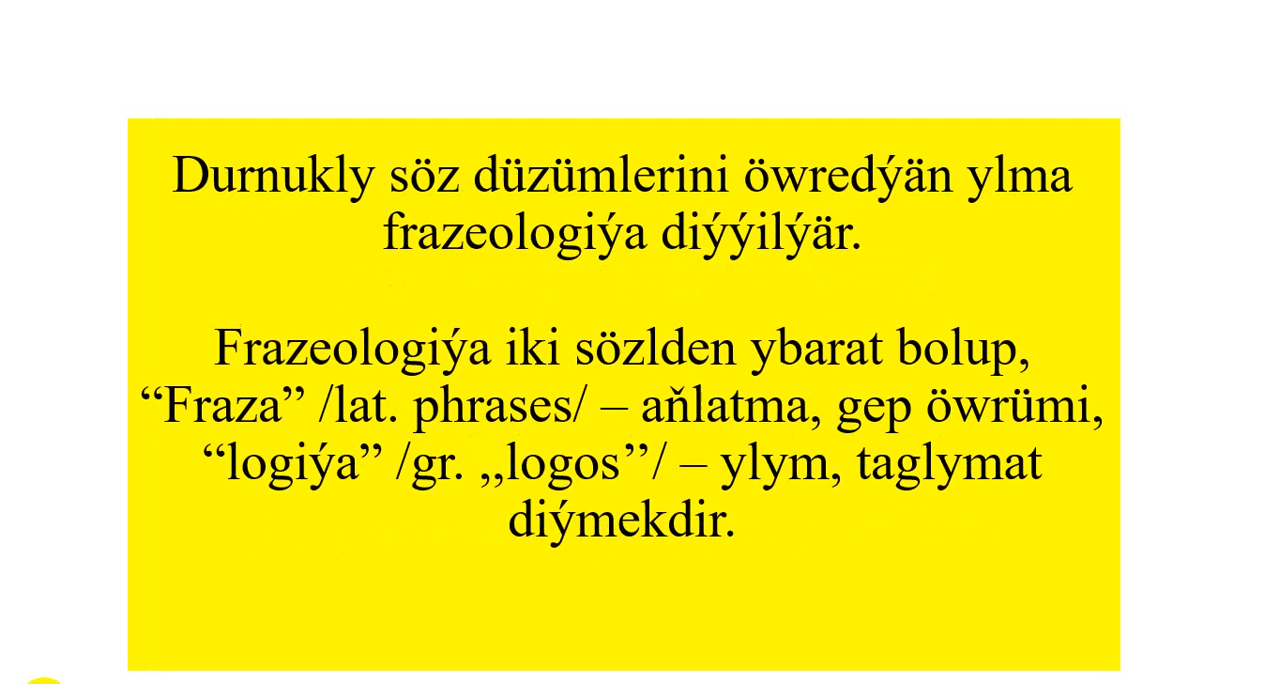 Durnukly söz düzümlerini öwredýän ylma
frazeologiýa diýýilýär.
Frazeologiýa iki sözlden ybarat bolup,
“Fraza” /lat. phrases/ – aňlatma, gep öwrümi,
“logiýa” /gr. ,,logos”/ – ylym, taglymat
diýmekdir.